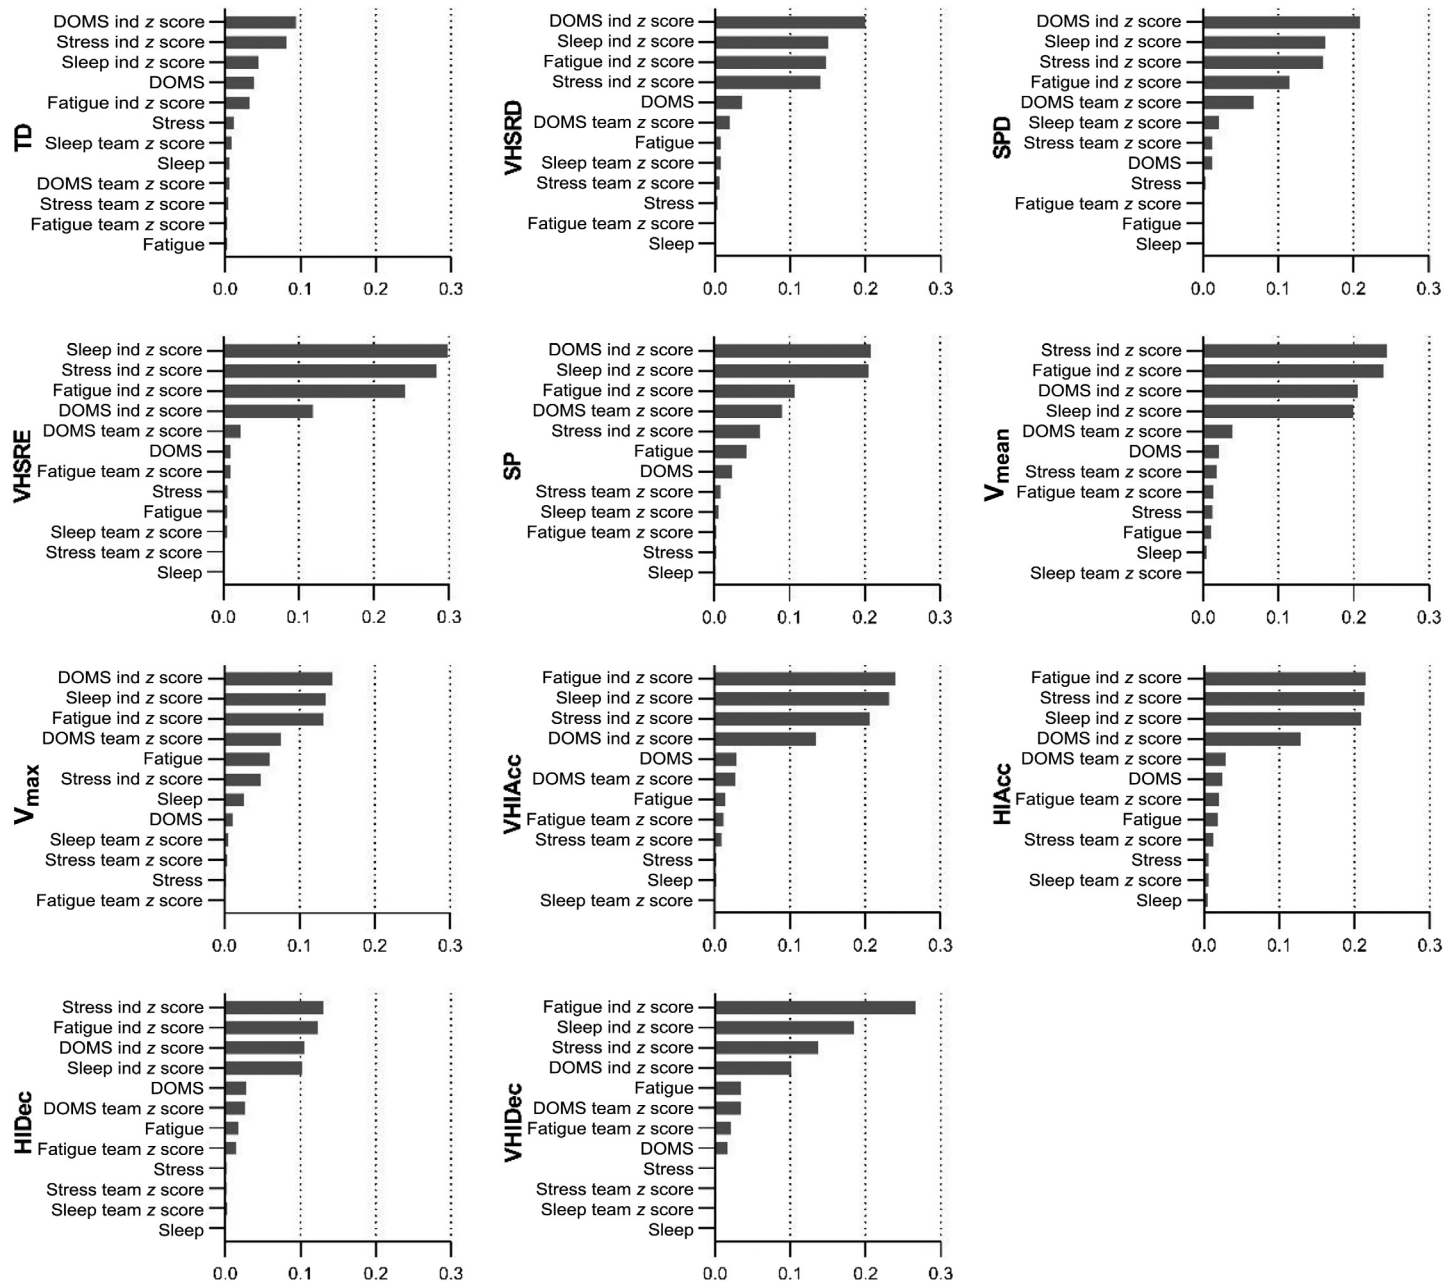 TD
DOMS ind z score
Stress ind z score
Sleep ind z score
DOMS
Fatigue ind z score
Stress
Sleep team z score
Sleep
DOMS team z score
Stress team z score
Fatigue team z score
Fatigue
0.0 0.1 0.2 0.3
VHSRD
DOMS ind z score
Sleep ind z score
Fatigue ind z score
Stress ind z score
DOMS
DOMS team z score
Fatigue
Sleep team z score
Stress team z score
Stress
Fatigue team z score
Sleep
0.0 0.1 0.2 0.3
SPD
DOMS ind z score
Sleep ind z score
Stress ind z score
Fatigue ind z score
DOMS team z score
Sleep team z score
Stress team z score
DOMS
Stress
Fatigue team z score
Fatigue
Sleep
0.0 0.1 0.2 0.3
VHSRE
Sleep ind z score
Stress ind z score
Fatigue ind z score
DOMS ind z score
DOMS team z score
DOMS
Fatigue team z score
Stress
Fatigue
Sleep team z score
Stress team z score
Sleep
0.0 0.1 0.2 0.3
SP
DOMS ind z score
Sleep ind z score
Fatigue ind z score
DOMS team z score
Stress ind z score
Fatigue
DOMS
Stress team z score
Sleep team z score
Fatigue team z score
Stress
Sleep
0.0 0.1 0.2 0.3
Vmean
Stress ind z score
Fatigue ind z score
DOMS ind z score
Sleep ind z score
DOMS team z score
DOMS
Stress team z score
Fatigue team z score
Stress
Fatigue
Sleep
Sleep team z score
0.0 0.1 0.2 0.3
Vmax
DOMS ind z score
Sleep ind z score
Fatigue ind z score
DOMS team z score
Fatigue
Stress ind z score
Sleep
DOMS
Sleep team z score
Stress team z score
Stress
Fatigue team z score
0.0 0.1 0.2 0.3
VHIAcc
Fatigue ind z score
Sleep ind z score
Stress ind z score
DOMS ind z score
DOMS
DOMS team z score
Fatigue
Fatigue team z score
Stress team z score
Stress
Sleep
Sleep team z score
0.0 0.1 0.2 0.3
HIAcc
Fatigue ind z score
Stress ind z score
Sleep ind z score
DOMS ind z score
DOMS team z score
DOMS
Fatigue team z score
Fatigue
Stress team z score
Stress
Sleep team z score
Sleep
0.0 0.1 0.2 0.3
HIDec
Stress ind z score
Fatigue ind z score
DOMS ind z score
Sleep ind z score
DOMS
DOMS team z score
Fatigue
Fatigue team z score
Stress
Stress team z score
Sleep team z score
Sleep
0.0 0.1 0.2 0.3
VHIDec
Fatigue ind z score
Sleep ind z score
Stress ind z score
DOMS ind z score
Fatigue
DOMS team z score
Fatigue team z score
DOMS
Stress
Stress team z score
Sleep team z score
Sleep
0.0 0.1 0.2 0.3